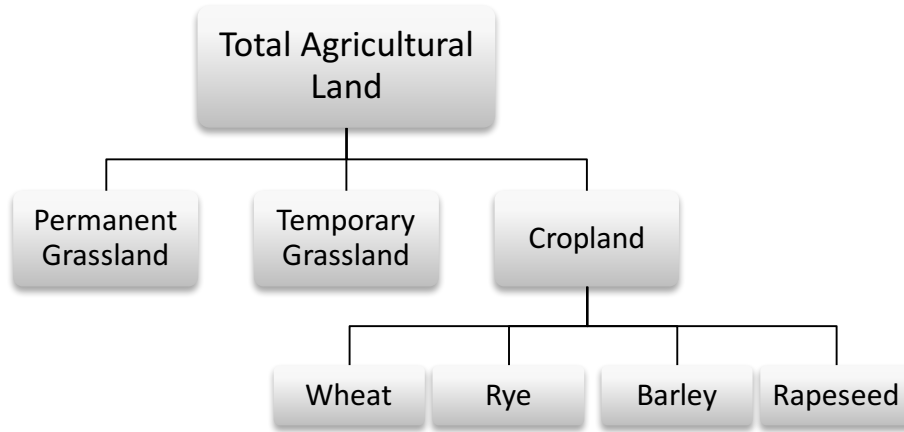 Total Agricultural
Land
Permanent
Grassland
Temporary
Grassland
Cropland
Wheat
Rye
Barley
Rapeseed